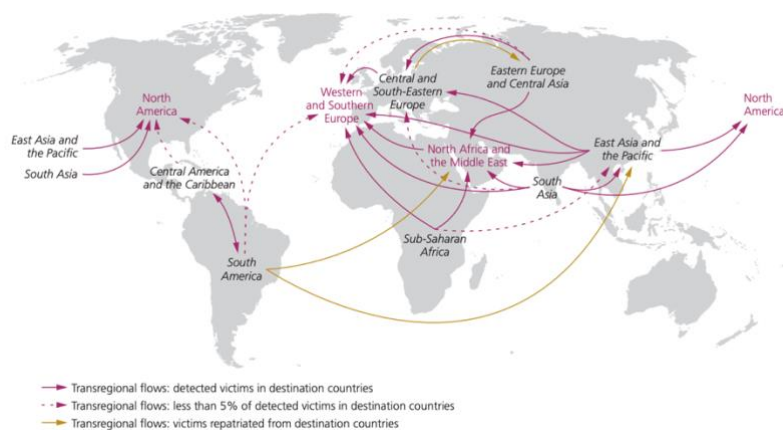 Eastern Europe
and Central Asia
North
America
Western
and Southern
Europe
Central and
South-Eastern
Europe
North
America
East Asia and
the Pacific
South Asia
North Africa and
the Middle East
East Asia and
the Pacific
Central America
and the Caribbean
South
Asia
Sub-Saharan
Africa
South
America
Transregional flows: detected victims in destination countries
Transregional flows: less than 5% of detected victims in destination countries
Transregional flows: victims repatriated from destination countries